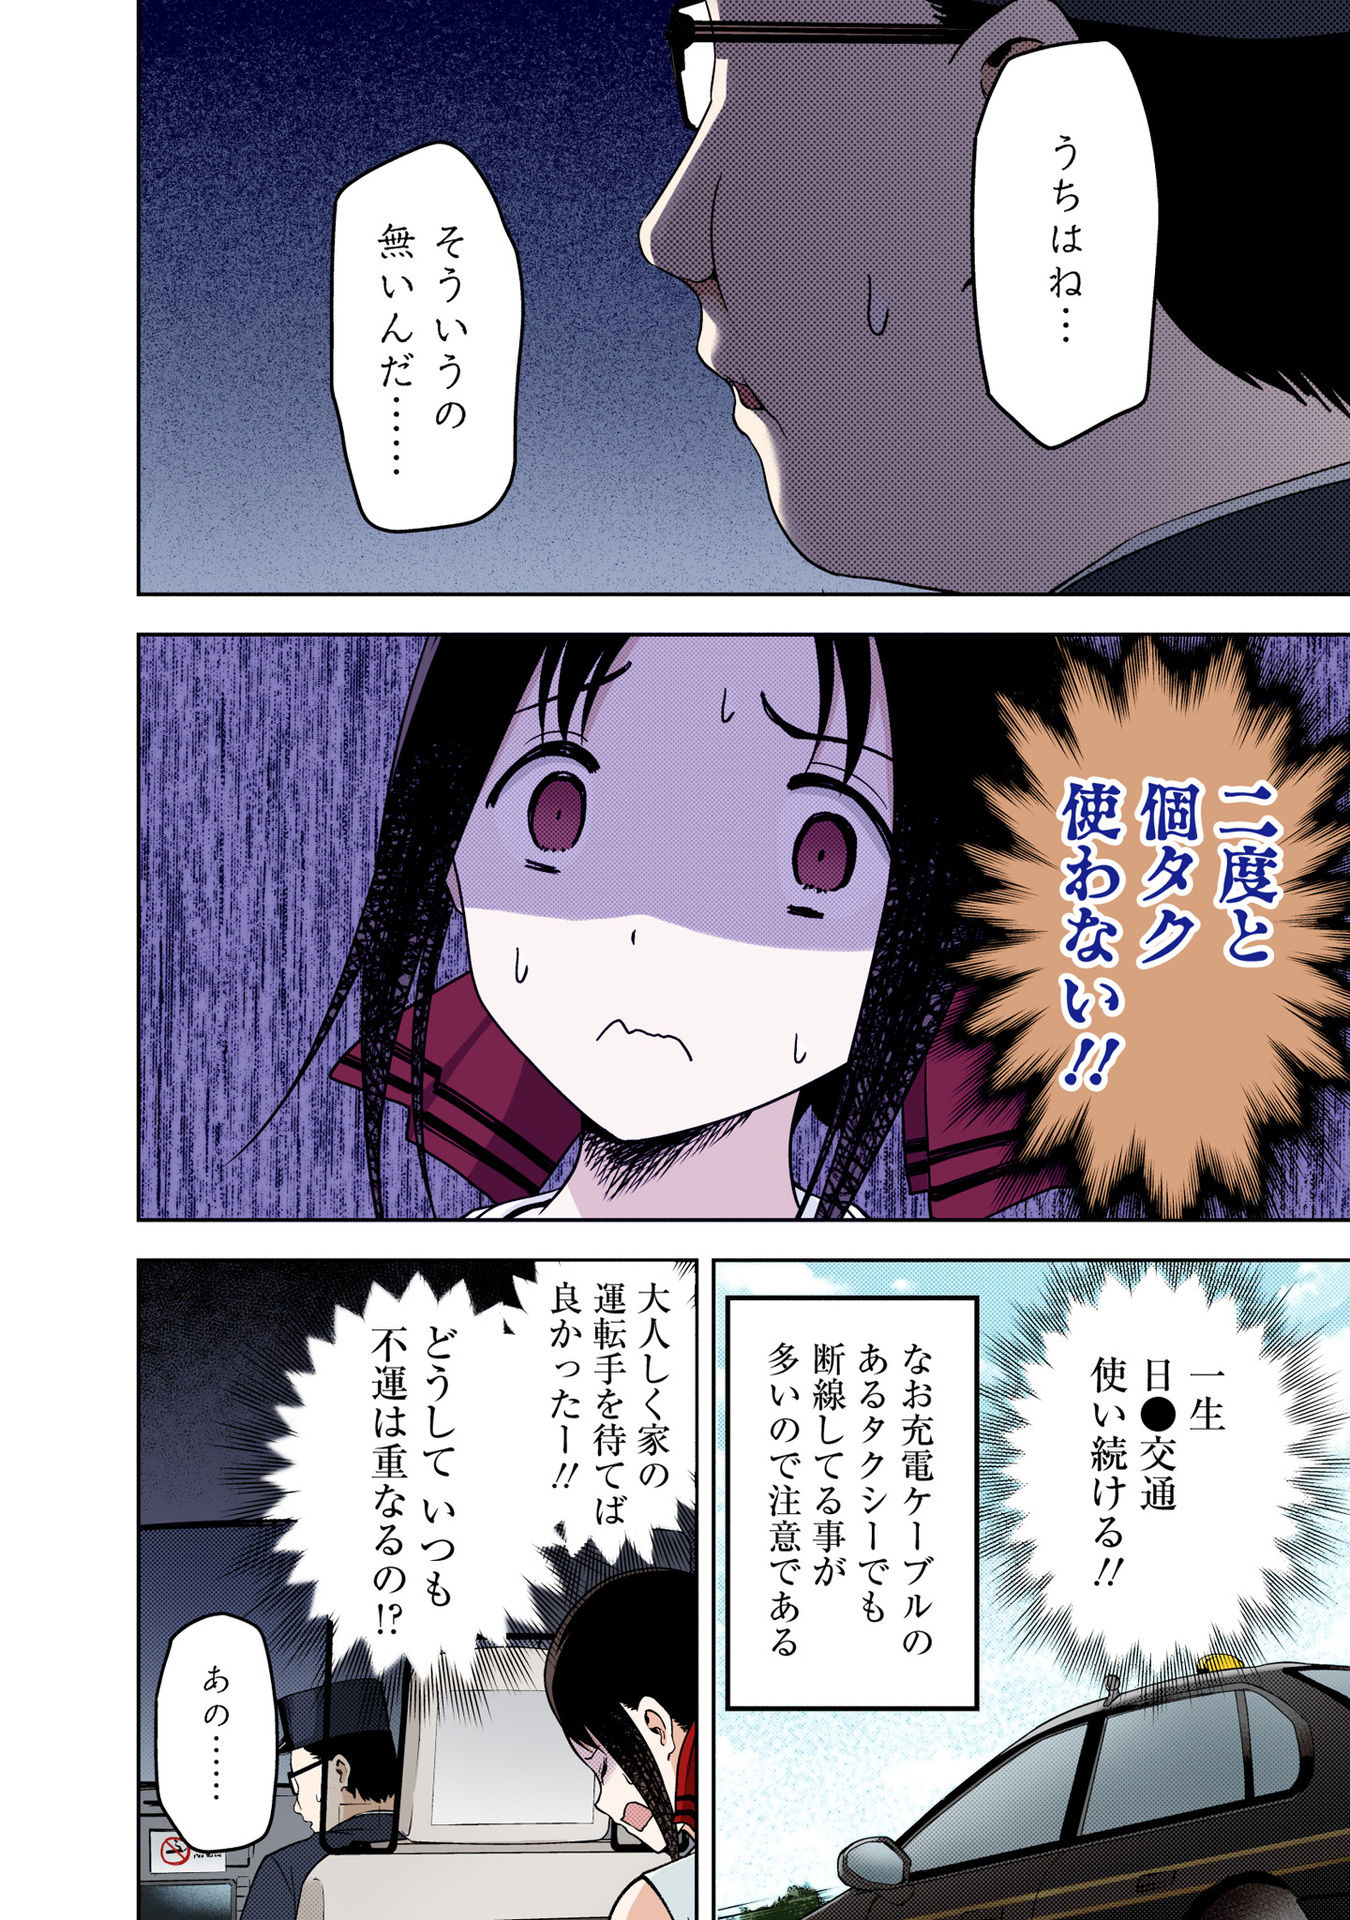 うちはね…
そういうの
無いんだ……
二度と
個タク
使わない!!
一生
日●交通
使い続ける!!
なお充電ケーブルの
あるタクシーでも
断線してる事が
多いので注意である
大人しく家の
運転手を待てば
良かったー!!
どうして いつも
不運は重なるの!?
あの……